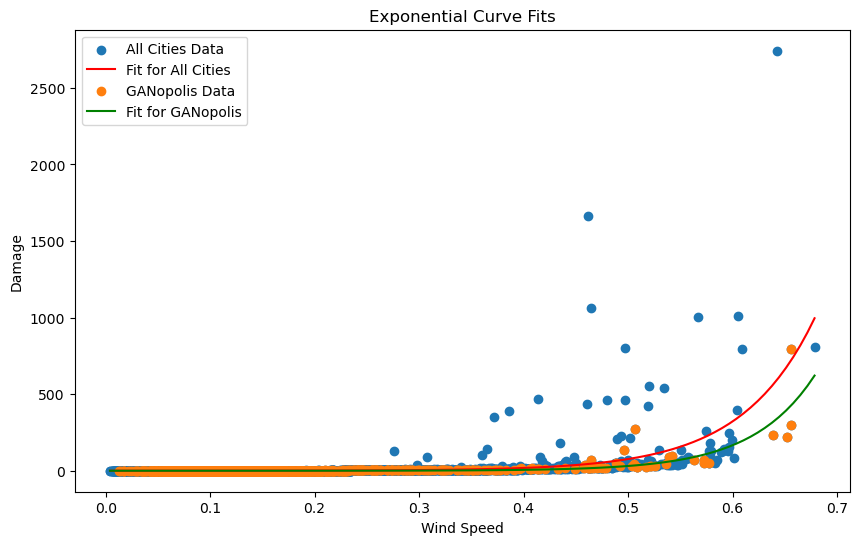 Exponential Curve Fits
All Cities Data
Fit for All Cities
GANopolis Data
Fit for GANopolis
2500
2000
1500
1000
500
0
Damage
0.0 0.1 0.2 0.3 0.4 0.5 0.6 0.7
Wind Speed